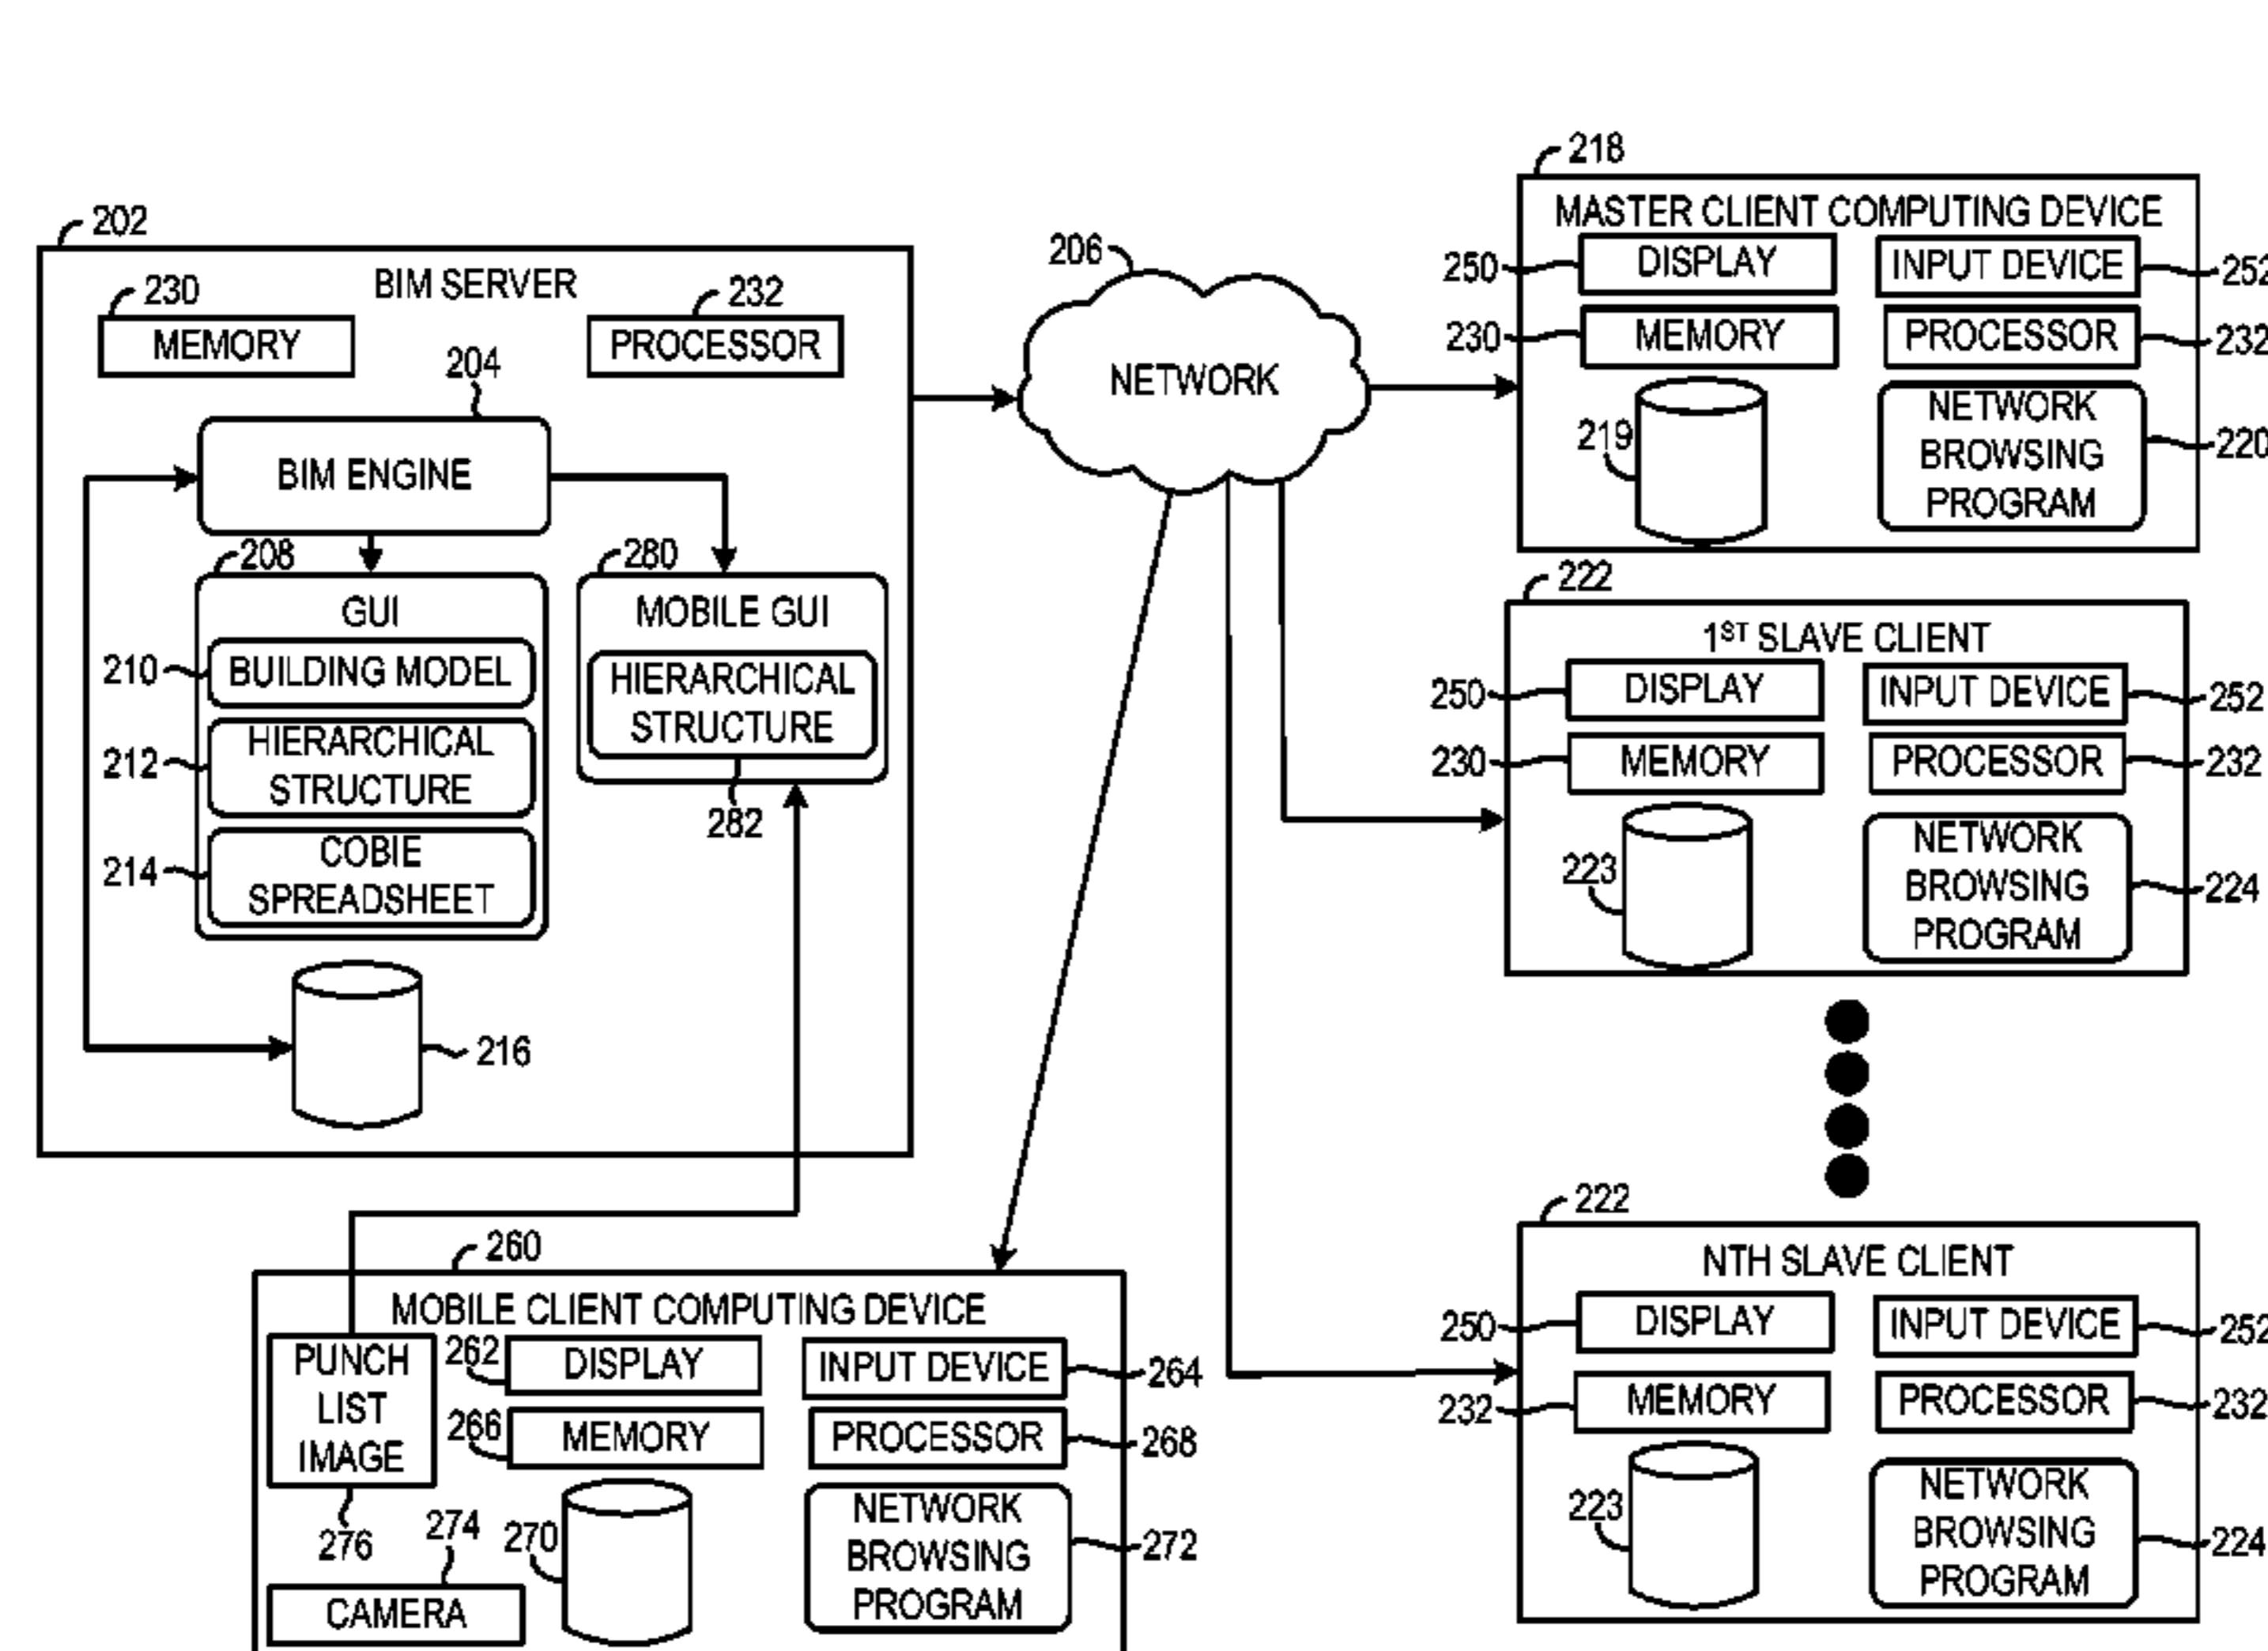 202
BIM SERVER
230
MEMORY
232
PROCESSOR
204
BIM ENGINE
208
GUI
210
BUILDING MODEL
212
HIERARCHICAL
STRUCTURE
214
COBIE
SPREADSHEET
280
MOBILE GUI
HIERARCHICAL
STRUCTURE
282
216
206
NETWORK
218
MASTER CLIENT COMPUTING DEVICE
250
DISPLAY
INPUT DEVICE
252
230
MEMORY
PROCESSOR
232
219
NETWORK
BROWSING
PROGRAM
220
222
1ST SLAVE CLIENT
250
DISPLAY
INPUT DEVICE
252
230
MEMORY
PROCESSOR
232
223
NETWORK
BROWSING
PROGRAM
224
222
NTH SLAVE CLIENT
250
DISPLAY
INPUT DEVICE
252
232
MEMORY
PROCESSOR
232
223
NETWORK
BROWSING
PROGRAM
224
260
MOBILE CLIENT COMPUTING DEVICE
PUNCH
LIST
IMAGE
276
262
DISPLAY
INPUT DEVICE
264
266
MEMORY
PROCESSOR
268
274
CAMERA
270
NETWORK
BROWSING
PROGRAM
272